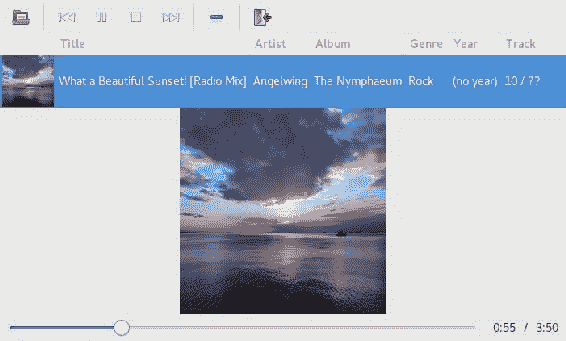 Title Artist Album Genre Year Track
What a Beautiful Sunset! [Radio Mix] Angelwing The Nymphaeum Rock (no year) 10 / ??
0:55 / 3:50